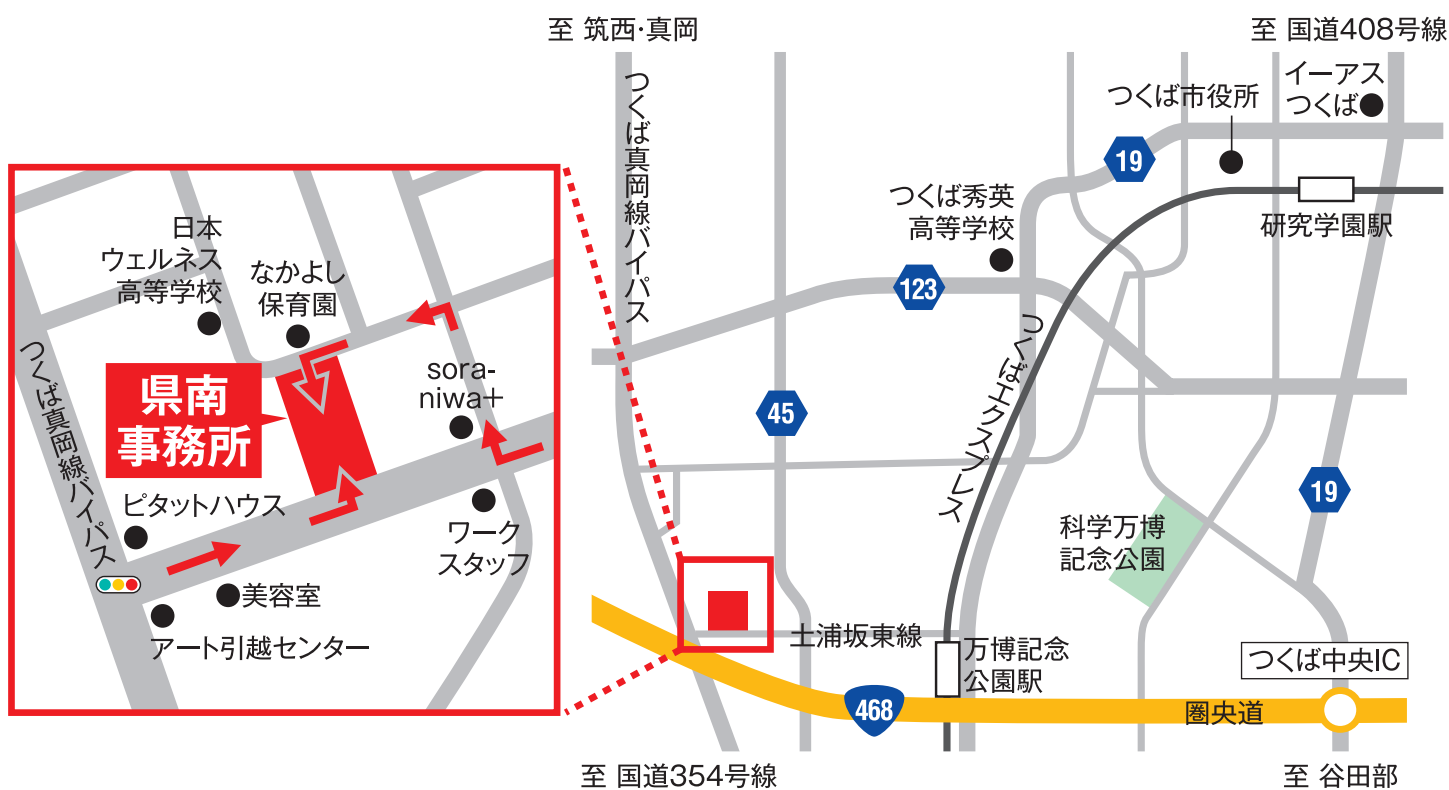 至 筑西･真岡
至 国道408号線
イーアス
つくば
つくば市役所
19
つくば真岡線バイパス
つくば秀英
高等学校
研究学園駅
123
つくばエクスプレス
45
19
科学万博
記念公園
土浦坂東線
万博記念
公園駅
つくば中央IC
468
圏央道
至 国道354号線
至 谷田部
日本
ウェルネス
高等学校
なかよし
保育園
つくば真岡線バイパス
県南
事務所
sora-
niwa+
ピタットハウス
ワーク
スタッフ
美容室
アート引越センター